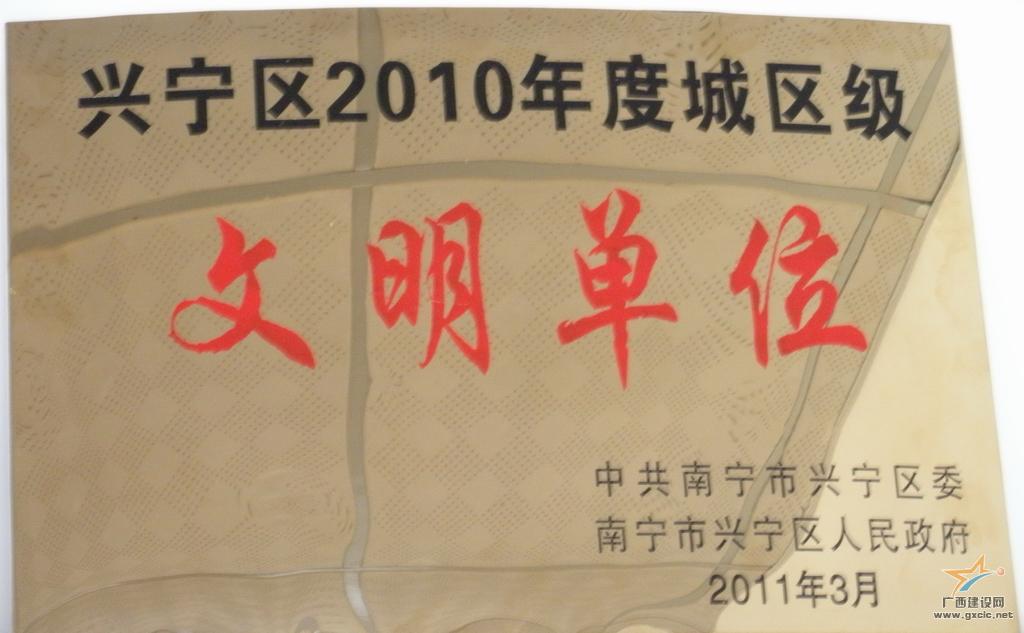 兴宁区2010年度城区级
文明单位
中共南宁市兴宁区委
南宁市兴宁区人民政府
2011年3月
广西建设网
www.gxcic.net